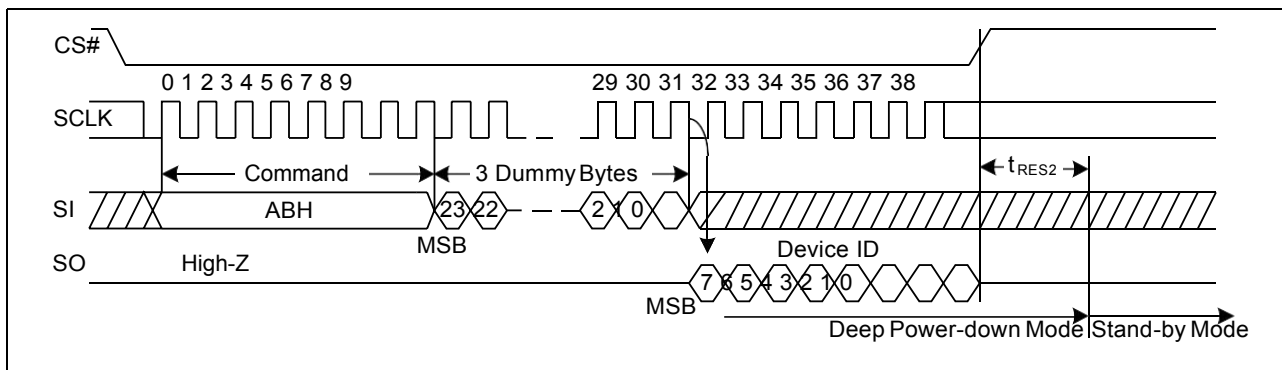 CS#
0 1 2 3 4 5 6 7 8 9 29 30 31 32 33 34 35 36 37 38
SCLK
Command 3 Dummy Bytes tRES2
SI ABH 23 22 2 1 0
MSB
SO High-Z Device ID
7 6 5 4 3 2 1 0
MSB
Deep Power-down Mode Stand-by Mode